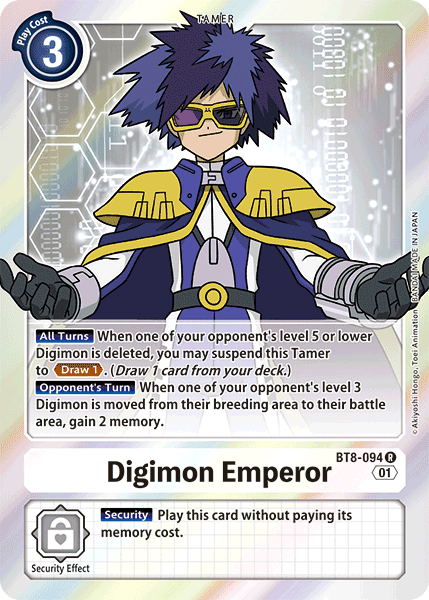 TAMER
Play Cost
3
All Turns When one of your opponent's level 5 or lower
Digimon is deleted, you may suspend this Tamer
to Draw 1. (Draw 1 card from your deck.)
Opponent's Turn When one of your opponent's level 3
Digimon is moved from their breeding area to their battle
area, gain 2 memory.
©Akiyoshi Hongo, Toei Animation BANDAI MADE IN JAPAN
BT8-094 R
Digimon Emperor
01
Security Play this card without paying its
memory cost.
Security Effect